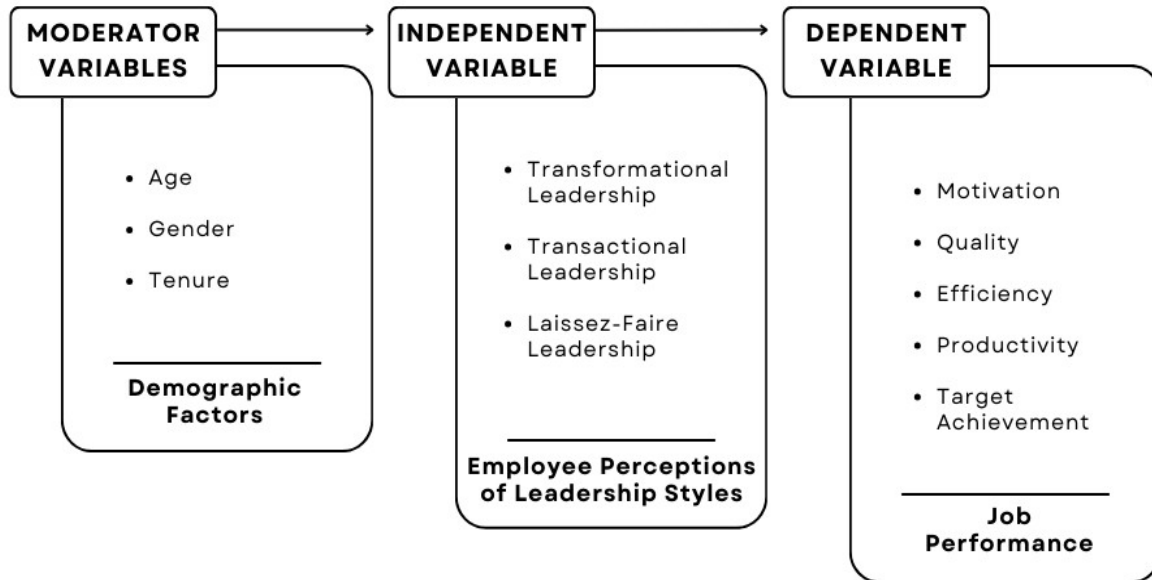 MODERATOR
VARIABLES
• Age
• Gender
• Tenure
Demographic
Factors
INDEPENDENT
VARIABLE
• Transformational
Leadership
• Transactional
Leadership
• Laissez-Faire
Leadership
Employee Perceptions
of Leadership Styles
DEPENDENT
VARIABLE
• Motivation
• Quality
• Efficiency
• Productivity
• Target
Achievement
Job
Performance